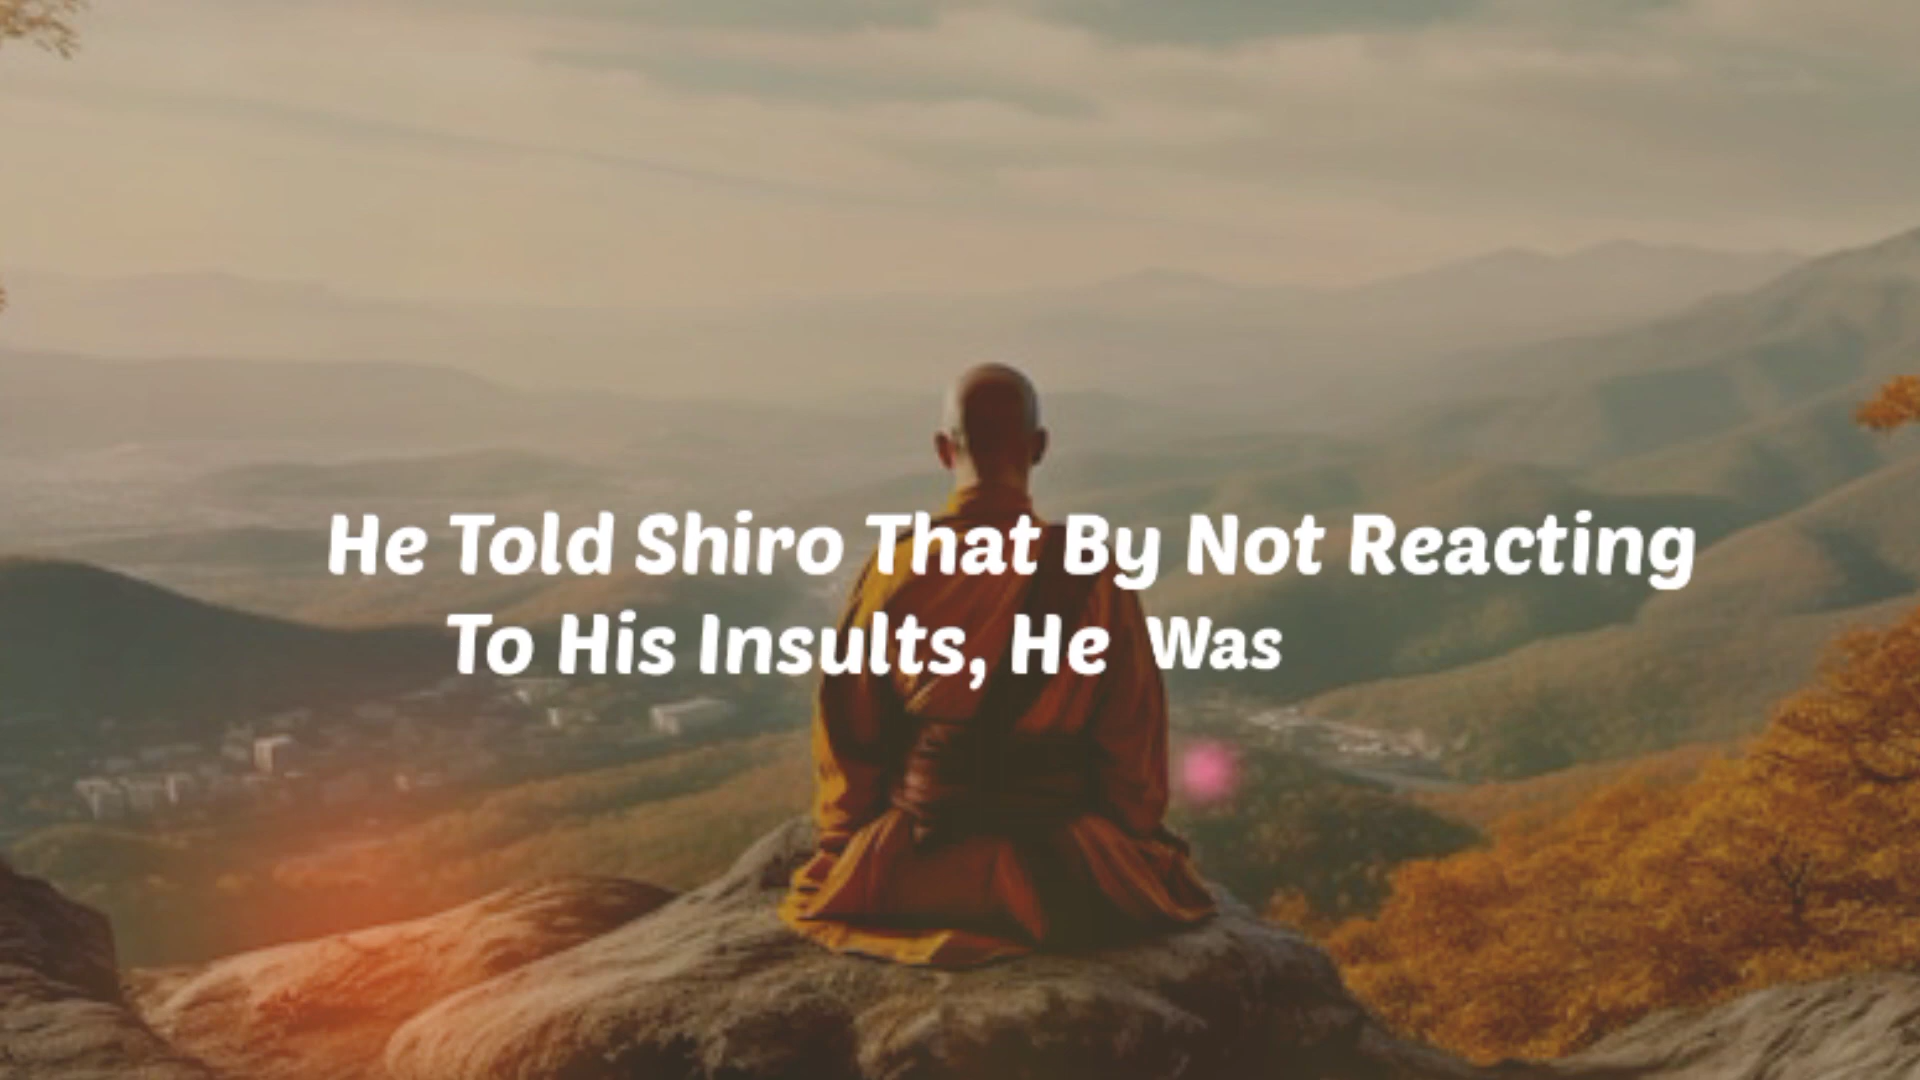 He Told Shiro That By Not Reacting
To His Insults, He Was